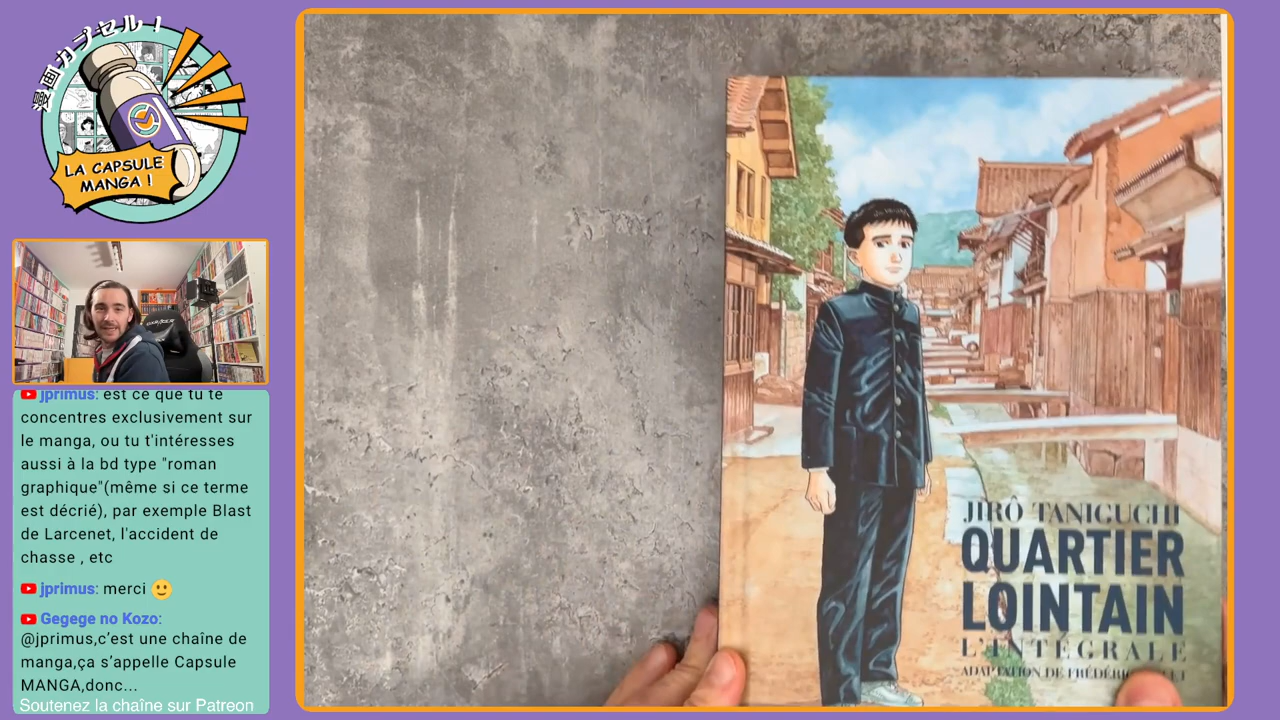 漫画カプセル!
LA CAPSULE
MANGA !
jprimus: est ce que tu te
concentres exclusivement sur
le manga, ou tu t'intéresses
aussi à la bd type "roman
graphique"(même si ce terme
est décrié), par exemple Blast
de Larcenet, l'accident de
chasse , etc
jprimus: merci 🙂
Gegege no Kozo:
@jprimus,c’est une chaîne de
manga,ça s’appelle Capsule
MANGA,donc...
Soutenez la chaîne sur Patreon
JIRÔ TANIGUCHI
QUARTIER
LOINTAIN
L'INTÉGRALE
ADAPTATION DE